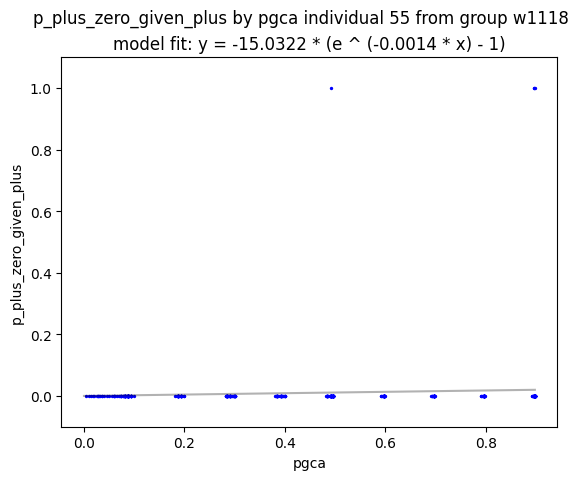 p_plus_zero_given_plus by pgca individual 55 from group w1118
model fit: y = -15.0322 * (e ^ (-0.0014 * x) - 1)
1.0
0.8
0.6
0.4
0.2
0.0
p_plus_zero_given_plus
0.0 0.2 0.4 0.6 0.8
pgca